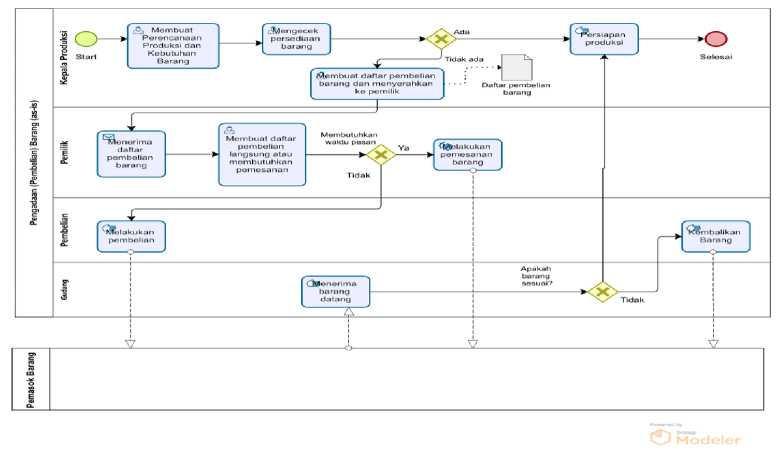 Pengadaan (Pembelian) Barang (as-is)
Kepala Produksi
Start
Membuat
Perencanaan
Produksi dan
Kebutuhan
Barang
Mengecek
persediaan
barang
Ada
Tidak ada
Persiapan
produksi
Selesai
Membuat daftar pembelian
barang dan menyerahkan
ke pemilik
Daftar pembelian
barang
Pemilik
Menerima
daftar
pembelian
barang
Membuat daftar
pembelian
langsung atau
membutuhkan
pemesanan
Membutuhkan
waktu pesan
Ya
Tidak
Melakukan
pemesanan
barang
Pembelian
Melakukan
pembelian
Kembalikan
Barang
Gudang
Menerima
barang
datang
Apakah
barang
sesuai?
Tidak
Pemasok Barang
Powered by
bizagi
Modeler